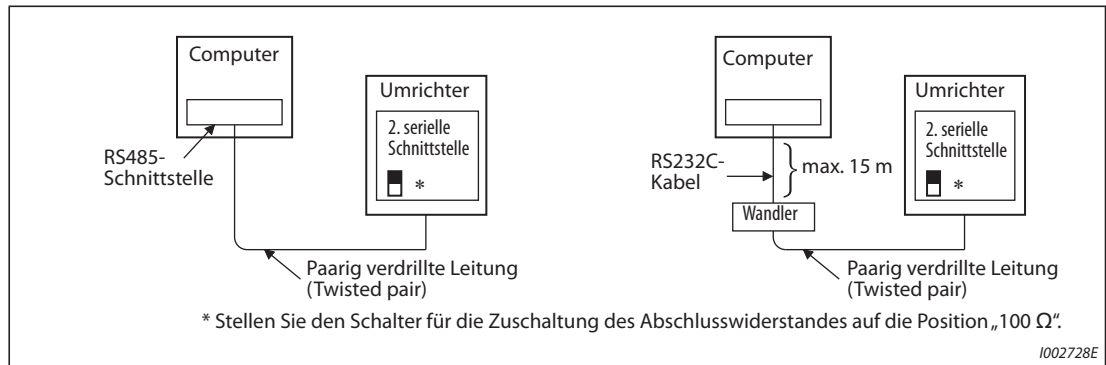 Computer
Umrichter
2. serielle
Schnittstelle
*
RS485-
Schnittstelle
Paarig verdrillte Leitung
(Twisted pair)
Computer
Umrichter
2. serielle
Schnittstelle
*
RS232C-
Kabel
max. 15 m
Wandler
Paarig verdrillte Leitung
(Twisted pair)
* Stellen Sie den Schalter für die Zuschaltung des Abschlusswiderstandes auf die Position „100 Ω“.
I002728E